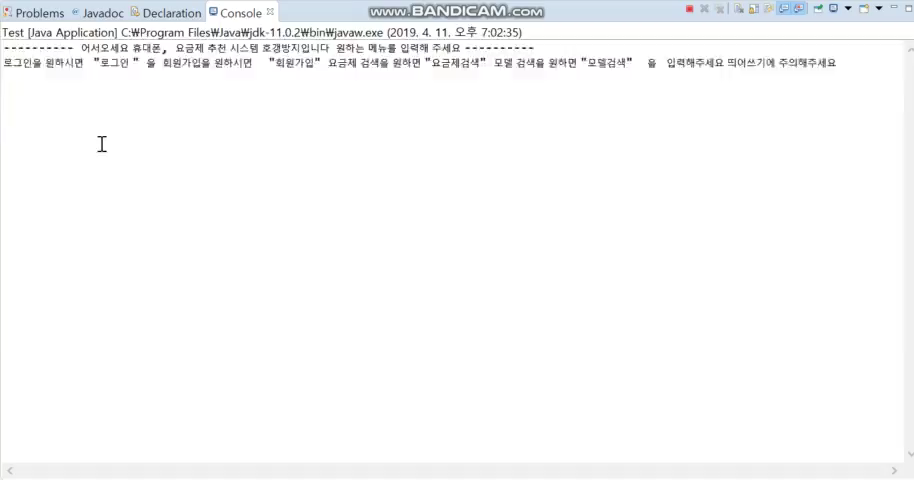 Problems @ Javadoc Declaration Console
www.BANDICAM.com
Test [Java Application] C:₩Program Files₩Java₩jdk-11.0.2₩bin₩javaw.exe (2019. 4. 11. 오후 7:02:35)
---------- 어서오세요 휴대폰, 요금제 추천 시스템 호갱방지입니다 원하는 메뉴를 입력해 주세요 ----------
로그인을 원하시면 "로그인 " 을 회원가입을 원하시면 "회원가입" 요금제 검색을 원하면 "요금제검색" 모델 검색을 원하면 "모델검색" 을 입력해주세요 띄어쓰기에 주의해주세요